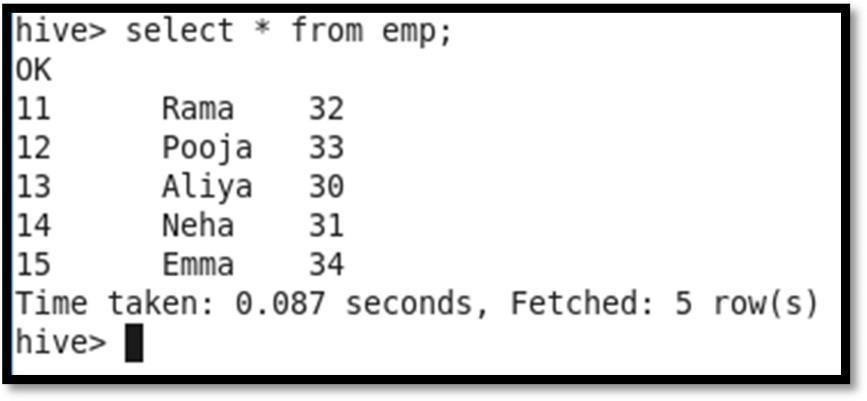 hive> select * from emp;
OK
11      Rama    32
12      Pooja   33
13      Aliya   30
14      Neha    31
15      Emma    34
Time taken: 0.087 seconds, Fetched: 5 row(s)
hive>